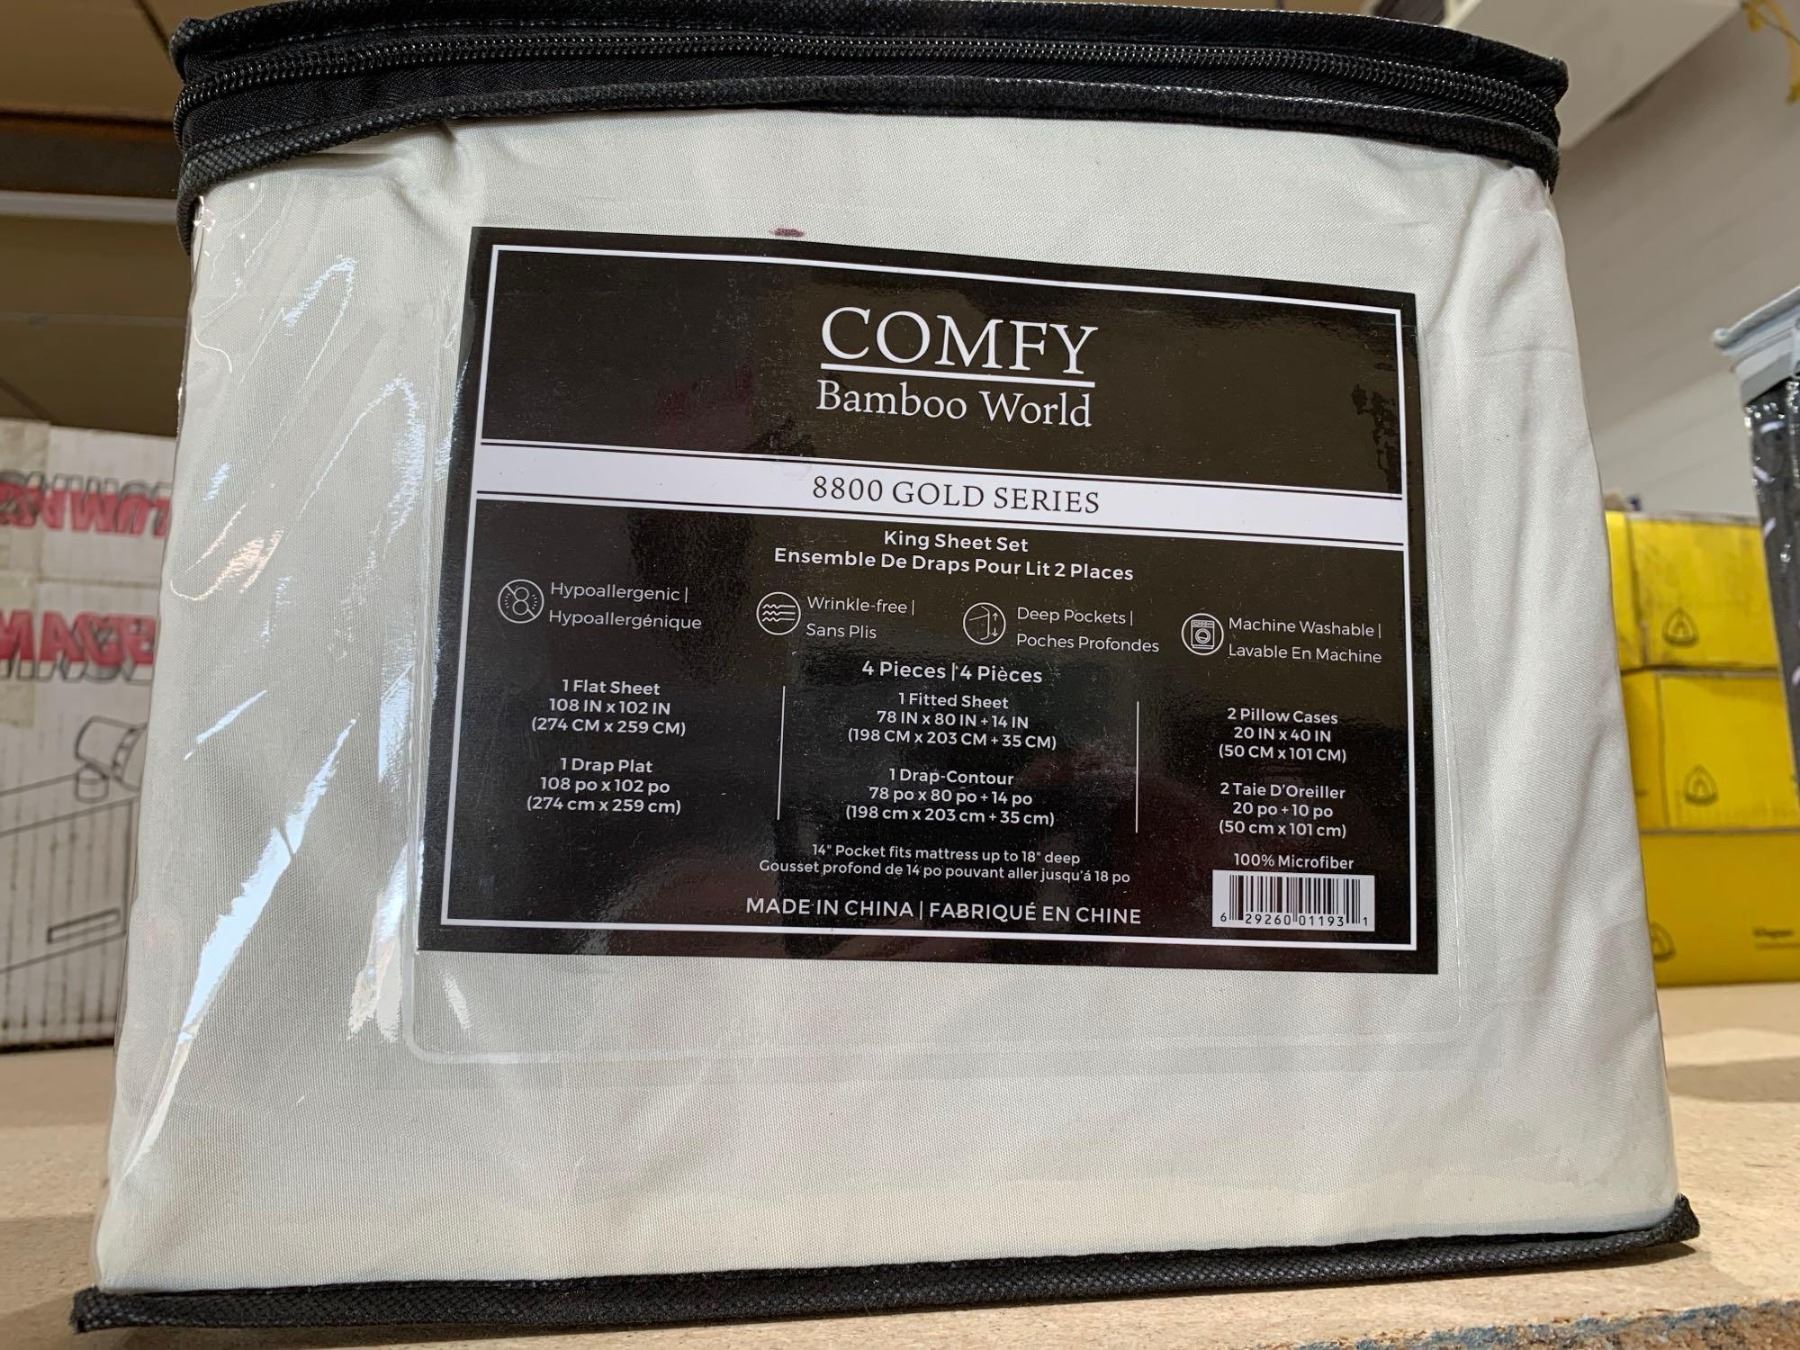 COMFY
Bamboo World
8800 GOLD SERIES
King Sheet Set
Ensemble De Draps Pour Lit 2 Places
Hypoallergenic |
Hypoallergénique
Wrinkle-free |
Sans Plis
Deep Pockets |
Poches Profondes
Machine Washable |
Lavable En Machine
4 Pieces | 4 Pièces
1 Flat Sheet
108 IN x 102 IN
(274 CM x 259 CM)
1 Drap Plat
108 po x 102 po
(274 cm x 259 cm)
1 Fitted Sheet
78 IN x 80 IN + 14 IN
(198 CM x 203 CM + 35 CM)
1 Drap-Contour
78 po x 80 po + 14 po
(198 cm x 203 cm + 35 cm)
2 Pillow Cases
20 IN x 40 IN
(50 CM x 101 CM)
2 Taie D'Oreiller
20 po + 10 po
(50 cm x 101 cm)
14" Pocket fits mattress up to 18" deep
Gousset profond de 14 po pouvant aller jusqu'á 18 po
100% Microfiber
MADE IN CHINA | FABRIQUÉ EN CHINE
6 29260 01193 1